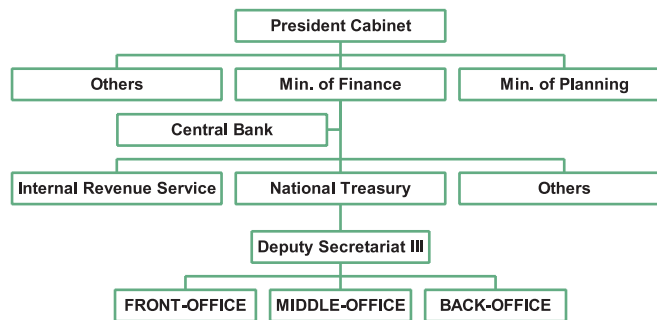 President Cabinet
Others
Min. of Finance
Min. of Planning
Central Bank
Internal Revenue Service
National Treasury
Others
Deputy Secretariat III
FRONT-OFFICE
MIDDLE-OFFICE
BACK-OFFICE